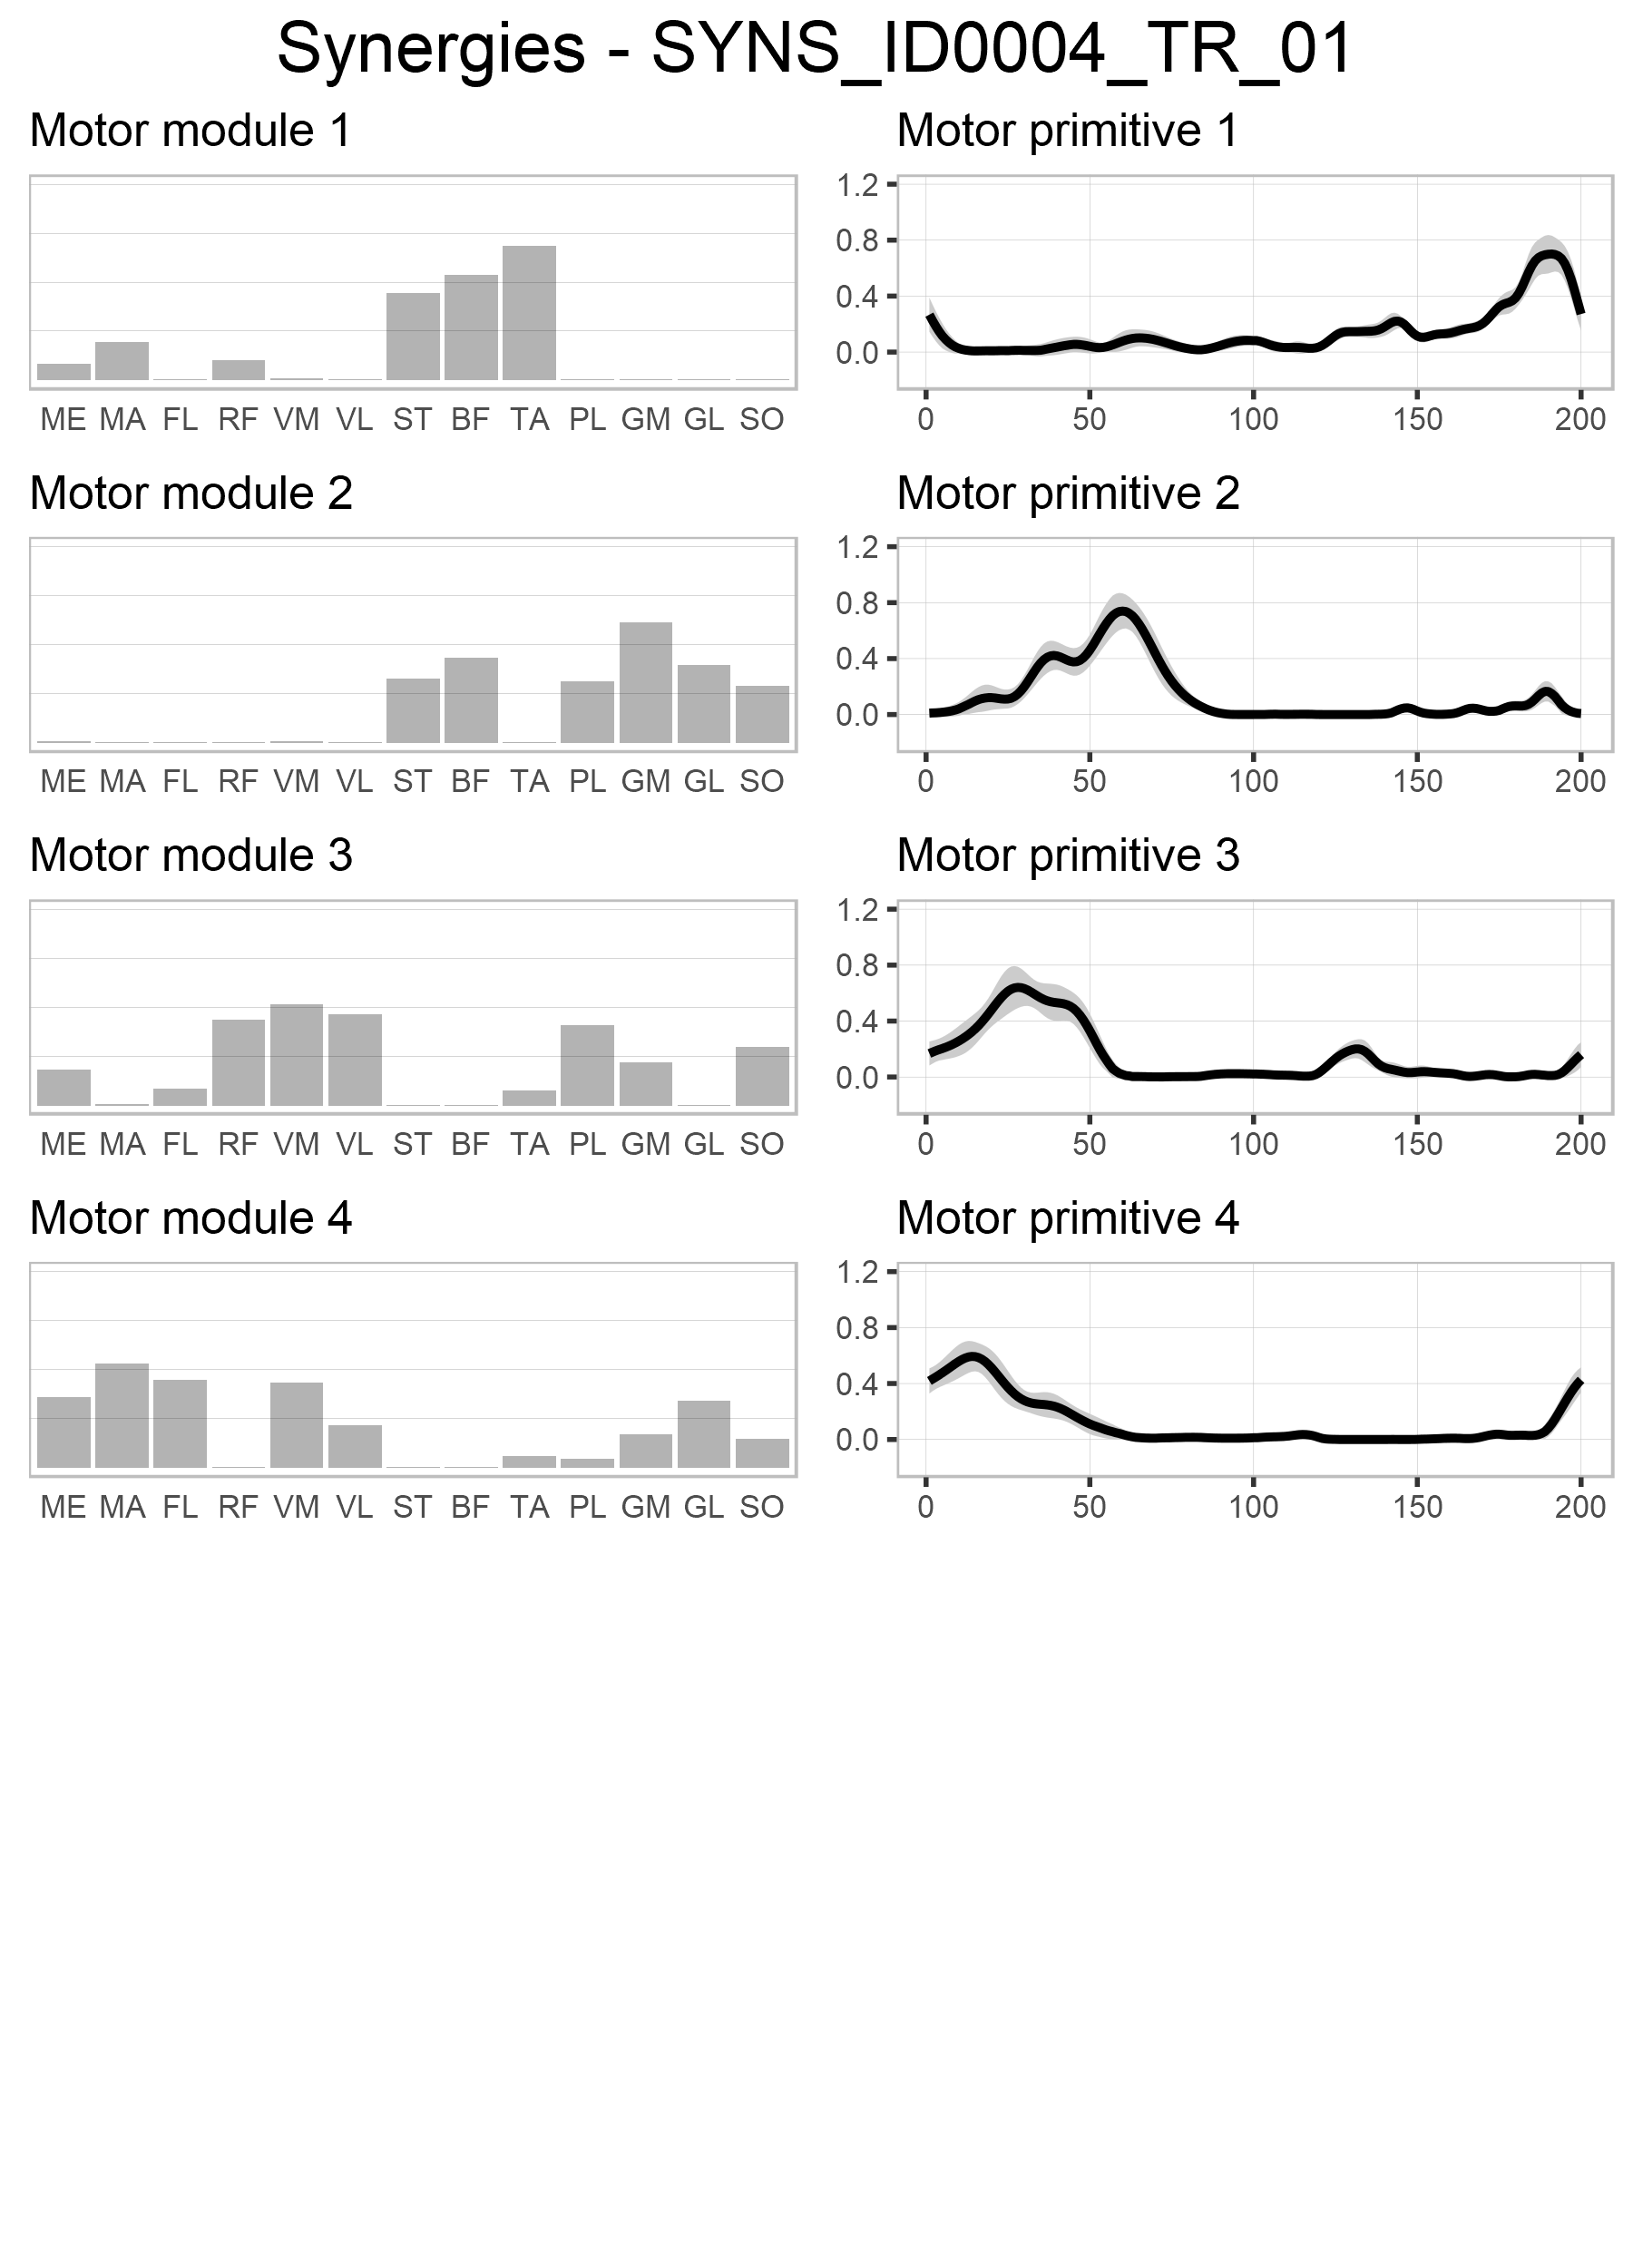 Synergies - SYNS_ID0004_TR_01
Motor module 1
Motor primitive 1
1.2
0.8
0.4
0.0
ME MA FL RF VM VL ST BF TA PL GM GL SO
0 50 100 150 200
Motor module 2
Motor primitive 2
1.2
0.8
0.4
0.0
ME MA FL RF VM VL ST BF TA PL GM GL SO
0 50 100 150 200
Motor module 3
Motor primitive 3
1.2
0.8
0.4
0.0
ME MA FL RF VM VL ST BF TA PL GM GL SO
0 50 100 150 200
Motor module 4
Motor primitive 4
1.2
0.8
0.4
0.0
ME MA FL RF VM VL ST BF TA PL GM GL SO
0 50 100 150 200